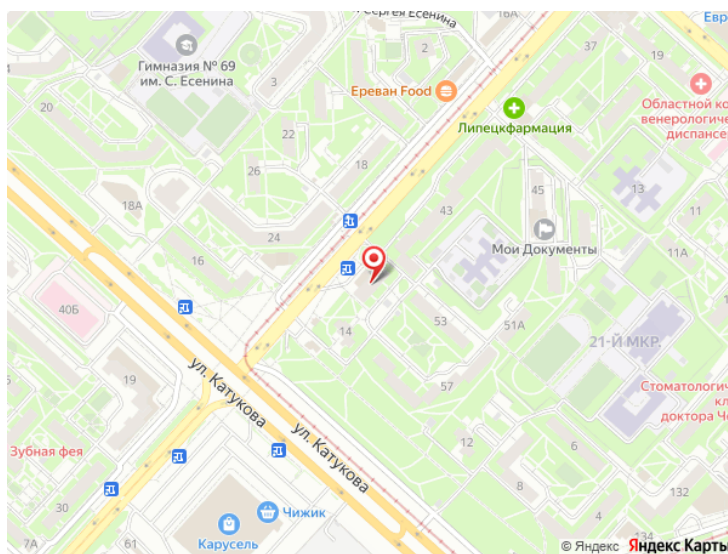 Сергея Есенина
16А
Евр
Гимназия № 69
им. С. Есенина
2
37
19
3
Ереван Food
Областной ко
венерологиче
диспансе
20
Липецкфармация
22
26
18
18А
45
43
24
Мои Документы
11А
16
40Б
53
51А
14
21-Й МКР.
19
57
Стоматологич
кл
доктора Че
ул. Катукова
ул. Катукова
Зубная фея
6
12
30
Чижик
132
4
7А
61
Карусель
134
© Яндекс Яндекс Карты